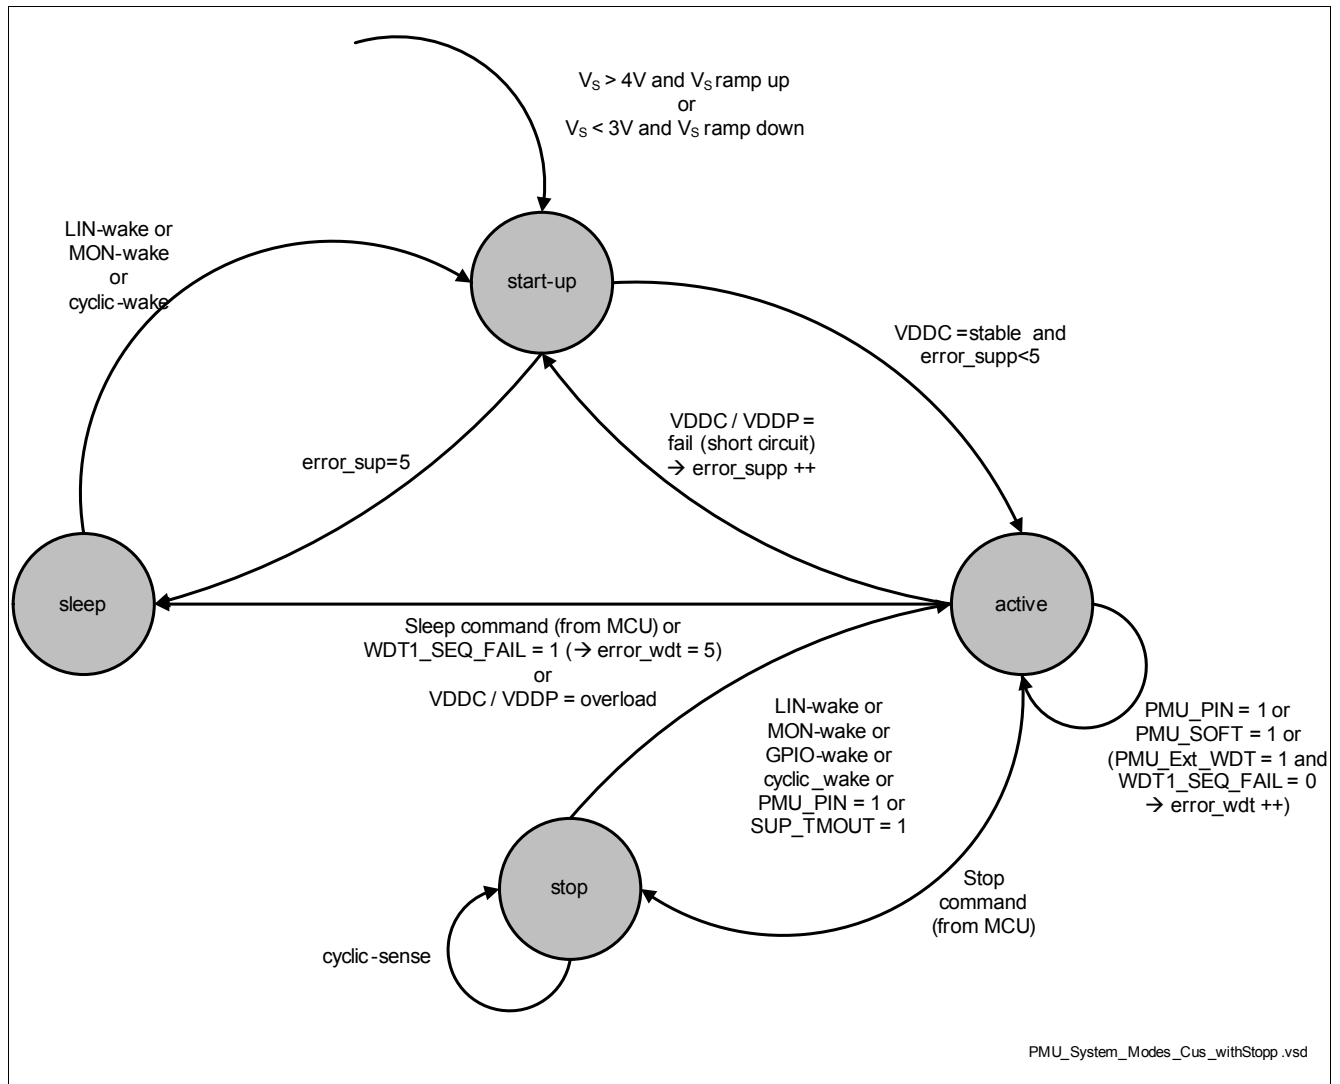 V_S > 4V and V_S ramp up
or
V_S < 3V and V_S ramp down
LIN-wake or
MON-wake
or
cyclic-wake
start-up
VDDC =stable and
error_supp<5
VDDC / VDDP =
fail (short circuit)
→ error_supp ++
error_sup=5
sleep
active
Sleep command (from MCU) or
WDT1_SEQ_FAIL = 1 (→ error_wdt = 5)
or
VDDC / VDDP = overload
LIN-wake or
MON-wake or
GPIO-wake or
cyclic_wake or
PMU_PIN = 1 or
SUP_TMOUT = 1
PMU_PIN = 1 or
PMU_SOFT = 1 or
(PMU_Ext_WDT = 1 and
WDT1_SEQ_FAIL = 0
→ error_wdt ++)
stop
Stop
command
(from MCU)
cyclic-sense
PMU_System_Modes_Cus_withStopp.vsd